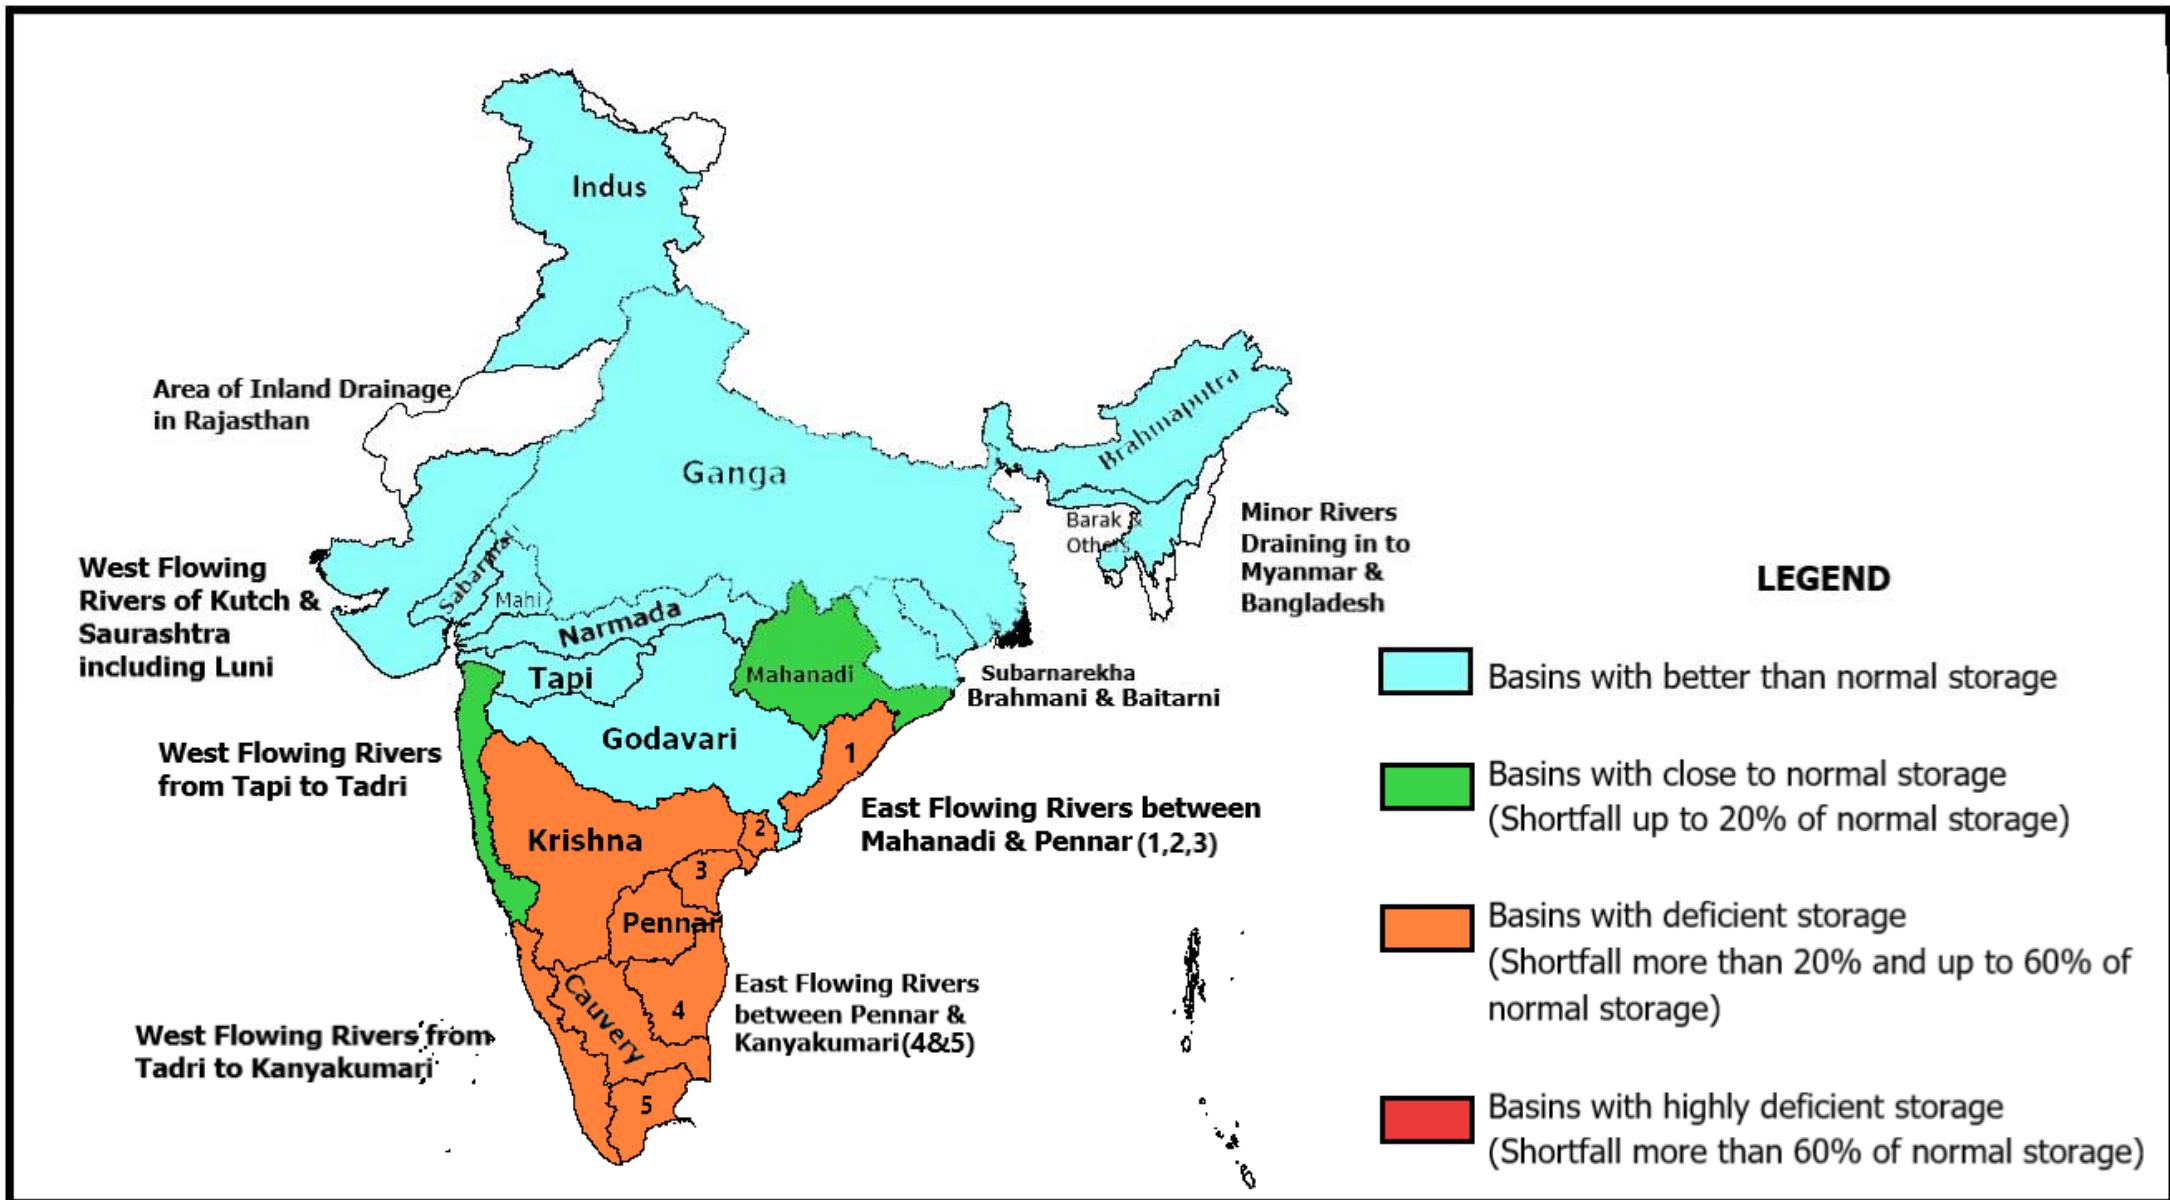 Indus
Area of Inland Drainage
in Rajasthan
Ganga
Brahmaputra
Barak &
Others
Minor Rivers
Draining in to
Myanmar &
Bangladesh
West Flowing
Rivers of Kutch &
Saurashtra
including Luni
Sabarmati
Mahi
Narmada
Tapi
Mahanadi
Subarnarekha
Brahmani & Baitarni
Godavari
West Flowing Rivers
from Tapi to Tadri
1
East Flowing Rivers between
Mahanadi & Pennar (1,2,3)
Krishna
2
3
Pennar
Cauvery
4
East Flowing Rivers
between Pennar &
Kanyakumari(4&5)
West Flowing Rivers from
Tadri to Kanyakumari
5
LEGEND
Basins with better than normal storage
Basins with close to normal storage
(Shortfall up to 20% of normal storage)
Basins with deficient storage
(Shortfall more than 20% and up to 60% of
normal storage)
Basins with highly deficient storage
(Shortfall more than 60% of normal storage)